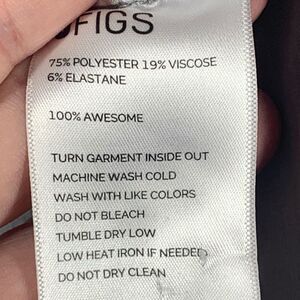 FIGS
75% POLYESTER 19% VISCOSE
6% ELASTANE
100% AWESOME
TURN GARMENT INSIDE OUT
MACHINE WASH COLD
WASH WITH LIKE COLORS
DO NOT BLEACH
TUMBLE DRY LOW
LOW HEAT IRON IF NEEDED
DO NOT DRY CLEAN